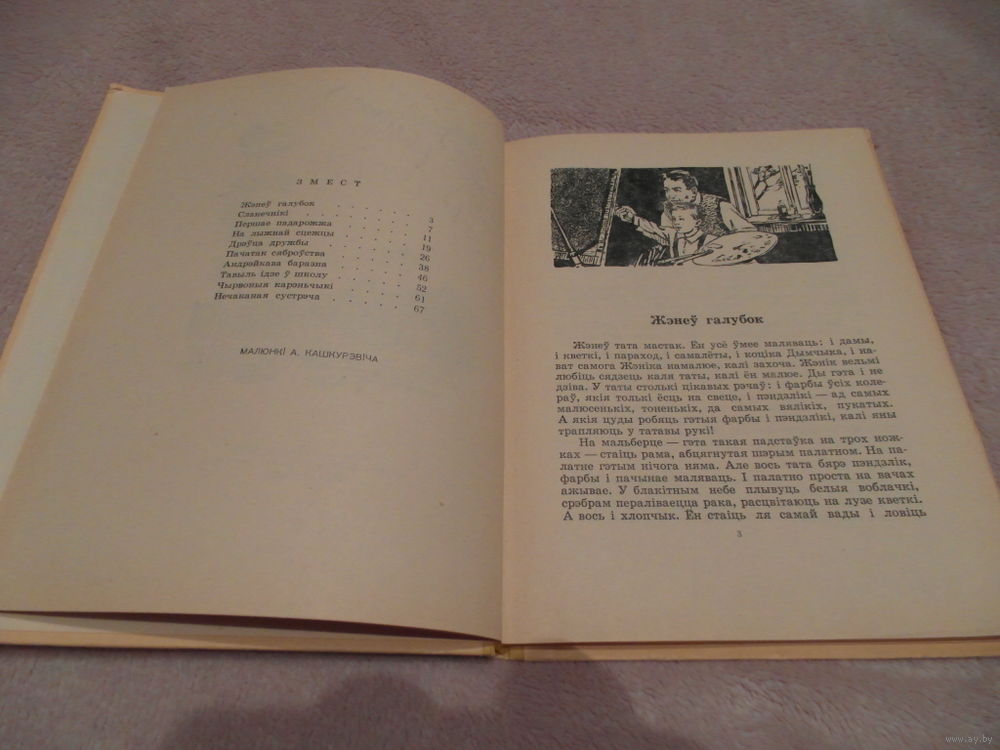 ЗМЕСТ
Жэнеў галубок . . . . . . 3
Сланечнікі . . . . . . . 7
Першае падарожжа . . . . . 11
На лыжнай сцежцы . . . . . 19
Дрэўца дружбы . . . . . . 26
Пачатак сяброўства . . . . . 38
Андрэйкава баразна . . . . . 46
Тавыль ідзе ў школу . . . . . 52
Чырвоныя карэньчыкі . . . . 61
Нечаканая сустрэча . . . . . 67
МАЛЮНКІ А. КАШКУРЭВІЧА
Жэнеў галубок
Жэнеў тата мастак. Ён усё ўмее маляваць: і дамы,
і кветкі, і параход, і самалёты, і коціка Дымчыка, і на-
ват самога Жэніка намалюе, калі захоча. Жэнік вельмі
любіць сядзець каля таты, калі ён малюе. Ды гэта і не
дзіва. У таты столькі цікавых рэчаў: і фарбы ўсіх коле-
раў, якія толькі ёсць на свеце, і пэндзлікі — ад самых
малюсенькіх, тоненькіх, да самых вялікіх, пукатых.
А якія цуды робяць гэтыя фарбы і пэндзлікі, калі яны
трапляюць у татавы рукі!
На мальберце — гэта такая падстаўка на трох нож-
ках — стаіць рама, абцягнутая шэрым палатном. На па-
латне гэтым нічога няма. Але вось тата бярэ пэндзлік,
фарбы і пачынае маляваць. І палатно проста на вачах
ажывае. У блакітным небе плывуць белыя воблачкі,
срэбрам пераліваецца рака, расцвітаюць на лузе кветкі.
А вось і хлопчык. Ён стаіць ля самай вады і ловіць
3
www.ay.by